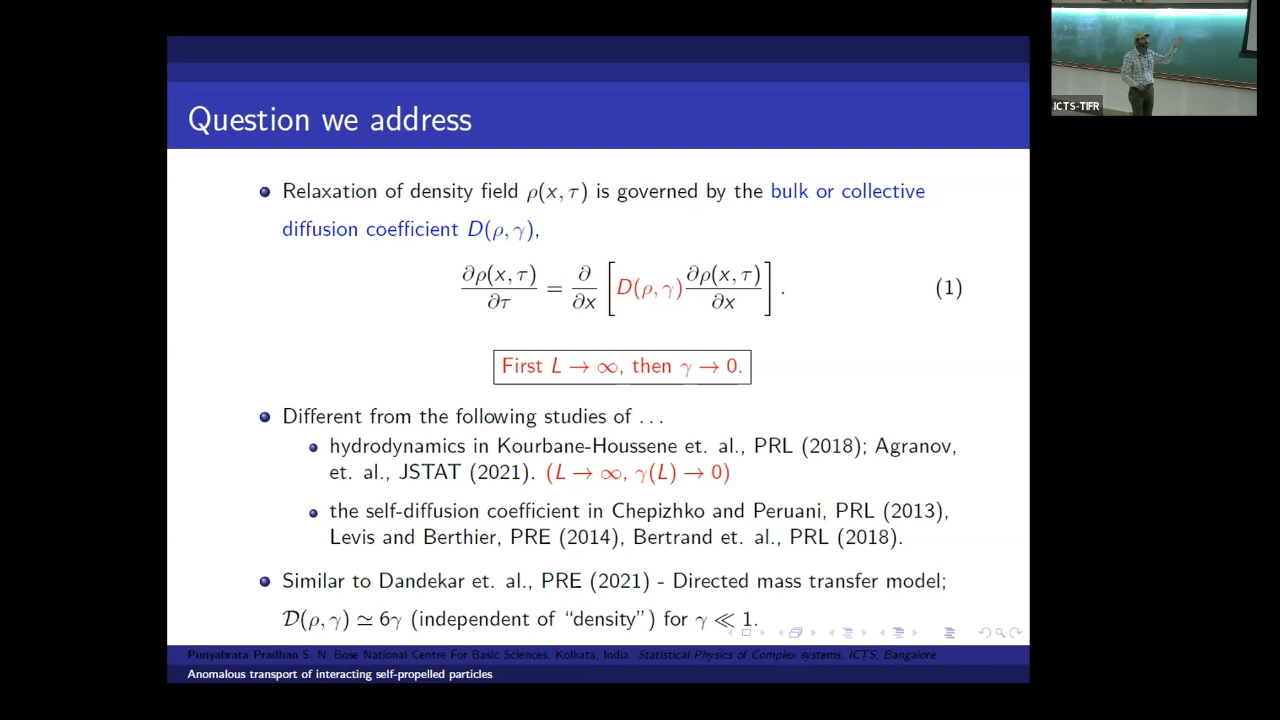 Question we address
Relaxation of density field ρ(x, τ) is governed by the bulk or collective
diffusion coefficient D(ρ, γ),
∂ρ(x, τ)/∂τ = ∂/∂x [D(ρ, γ) ∂ρ(x, τ)/∂x] . (1)
First L → ∞, then γ → 0.
Different from the following studies of . . .
hydrodynamics in Kourbane-Houssene et. al., PRL (2018); Agranov,
et. al., JSTAT (2021). (L → ∞, γ(L) → 0)
the self-diffusion coefficient in Chepizhko and Peruani, PRL (2013),
Levis and Berthier, PRE (2014), Bertrand et. al., PRL (2018).
Similar to Dandekar et. al., PRE (2021) - Directed mass transfer model;
𝒟(ρ, γ) ≃ 6γ (independent of “density”) for γ ≪ 1.
Punyabrata Pradhan S. N. Bose National Centre For Basic Sciences, Kolkata, India Statistical Physics of Complex systems, ICTS, Bangalore
Anomalous transport of interacting self-propelled particles
ICTS-TIFR